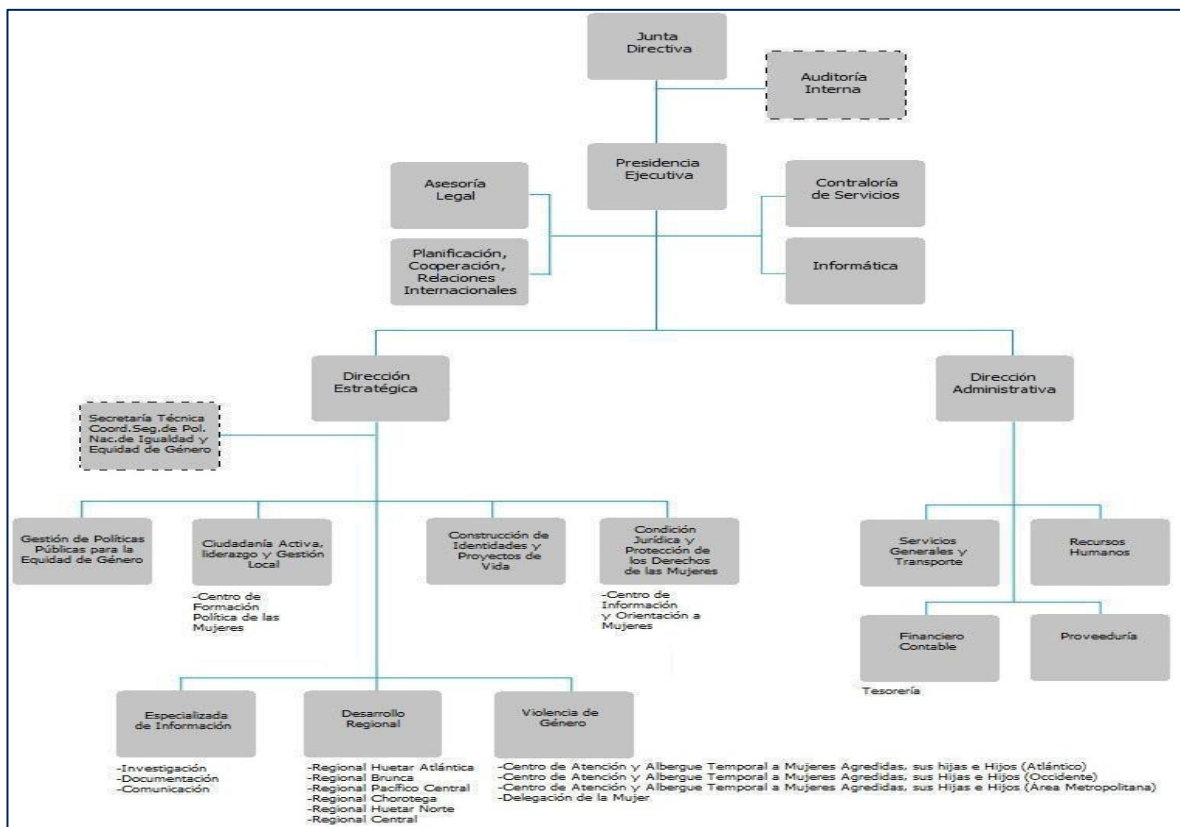 Junta
Directiva
Auditoría
Interna
Presidencia
Ejecutiva
Asesoría
Legal
Contraloría
de Servicios
Planificación,
Cooperación,
Relaciones
Internacionales
Informática
Dirección
Estratégica
Dirección
Administrativa
Secretaría Técnica
Coord.Seg.de Pol.
Nac.de Igualdad y
Equidad de Género
Gestión de Políticas
Públicas para la
Equidad de Género
Ciudadanía Activa,
liderazgo y Gestión
Local
-Centro de
Formación
Política de las
Mujeres
Construcción de
Identidades y
Proyectos de
Vida
Condición
Jurídica y
Protección de
los Derechos
de las Mujeres
-Centro de
Información
y Orientación a
Mujeres
Servicios
Generales y
Transporte
Recursos
Humanos
Financiero
Contable
Tesorería
Proveeduría
Especializada
de Información
-Investigación
-Documentación
-Comunicación
Desarrollo
Regional
-Regional Huetar Atlántica
-Regional Brunca
-Regional Pacífico Central
-Regional Chorotega
-Regional Huetar Norte
-Regional Central
Violencia de
Género
-Centro de Atención y Albergue Temporal a Mujeres Agredidas, sus hijas e Hijos (Atlántico)
-Centro de Atención y Albergue Temporal a Mujeres Agredidas, sus Hijas e Hijos (Occidente)
-Centro de Atención y Albergue Temporal a Mujeres Agredidas, sus Hijas e Hijos (Área Metropolitana)
-Delegación de la Mujer